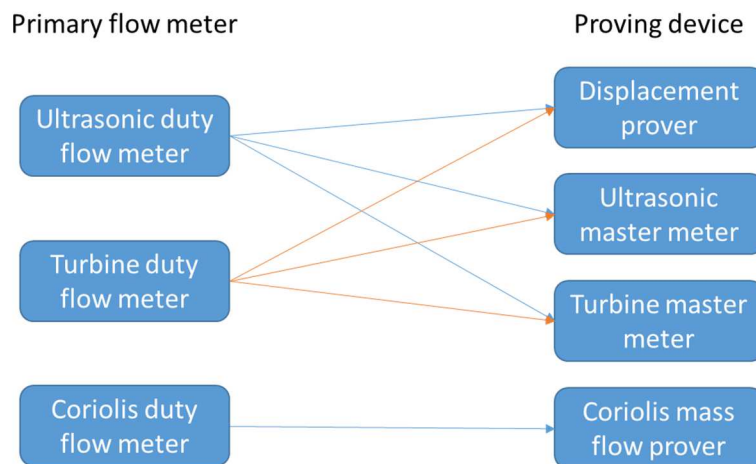 Primary flow meter
Proving device
Ultrasonic duty
flow meter
Turbine duty
flow meter
Coriolis duty
flow meter
Displacement
prover
Ultrasonic
master meter
Turbine master
meter
Coriolis mass
flow prover